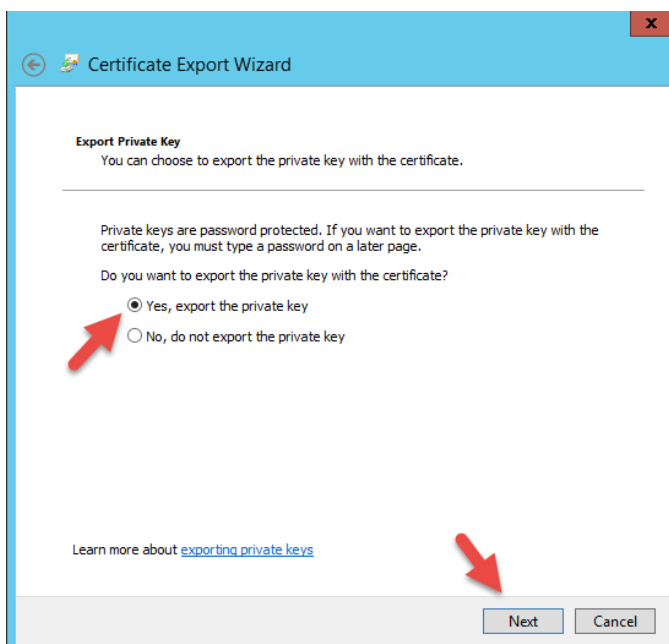 x
Certificate Export Wizard
Export Private Key
You can choose to export the private key with the certificate.
Private keys are password protected. If you want to export the private key with the
certificate, you must type a password on a later page.
Do you want to export the private key with the certificate?
Yes, export the private key
No, do not export the private key
Learn more about exporting private keys
Next
Cancel